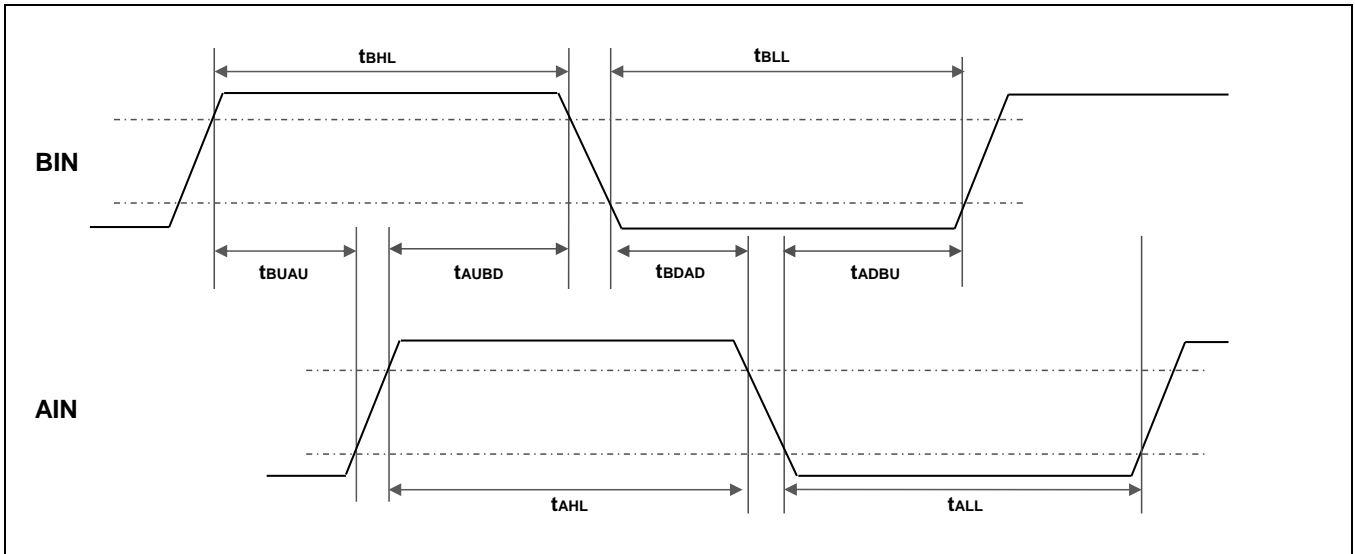 tBHL
tBLL
BIN
tBUAU
tAUBD
tBDAD
tADBU
AIN
tAHL
tALL